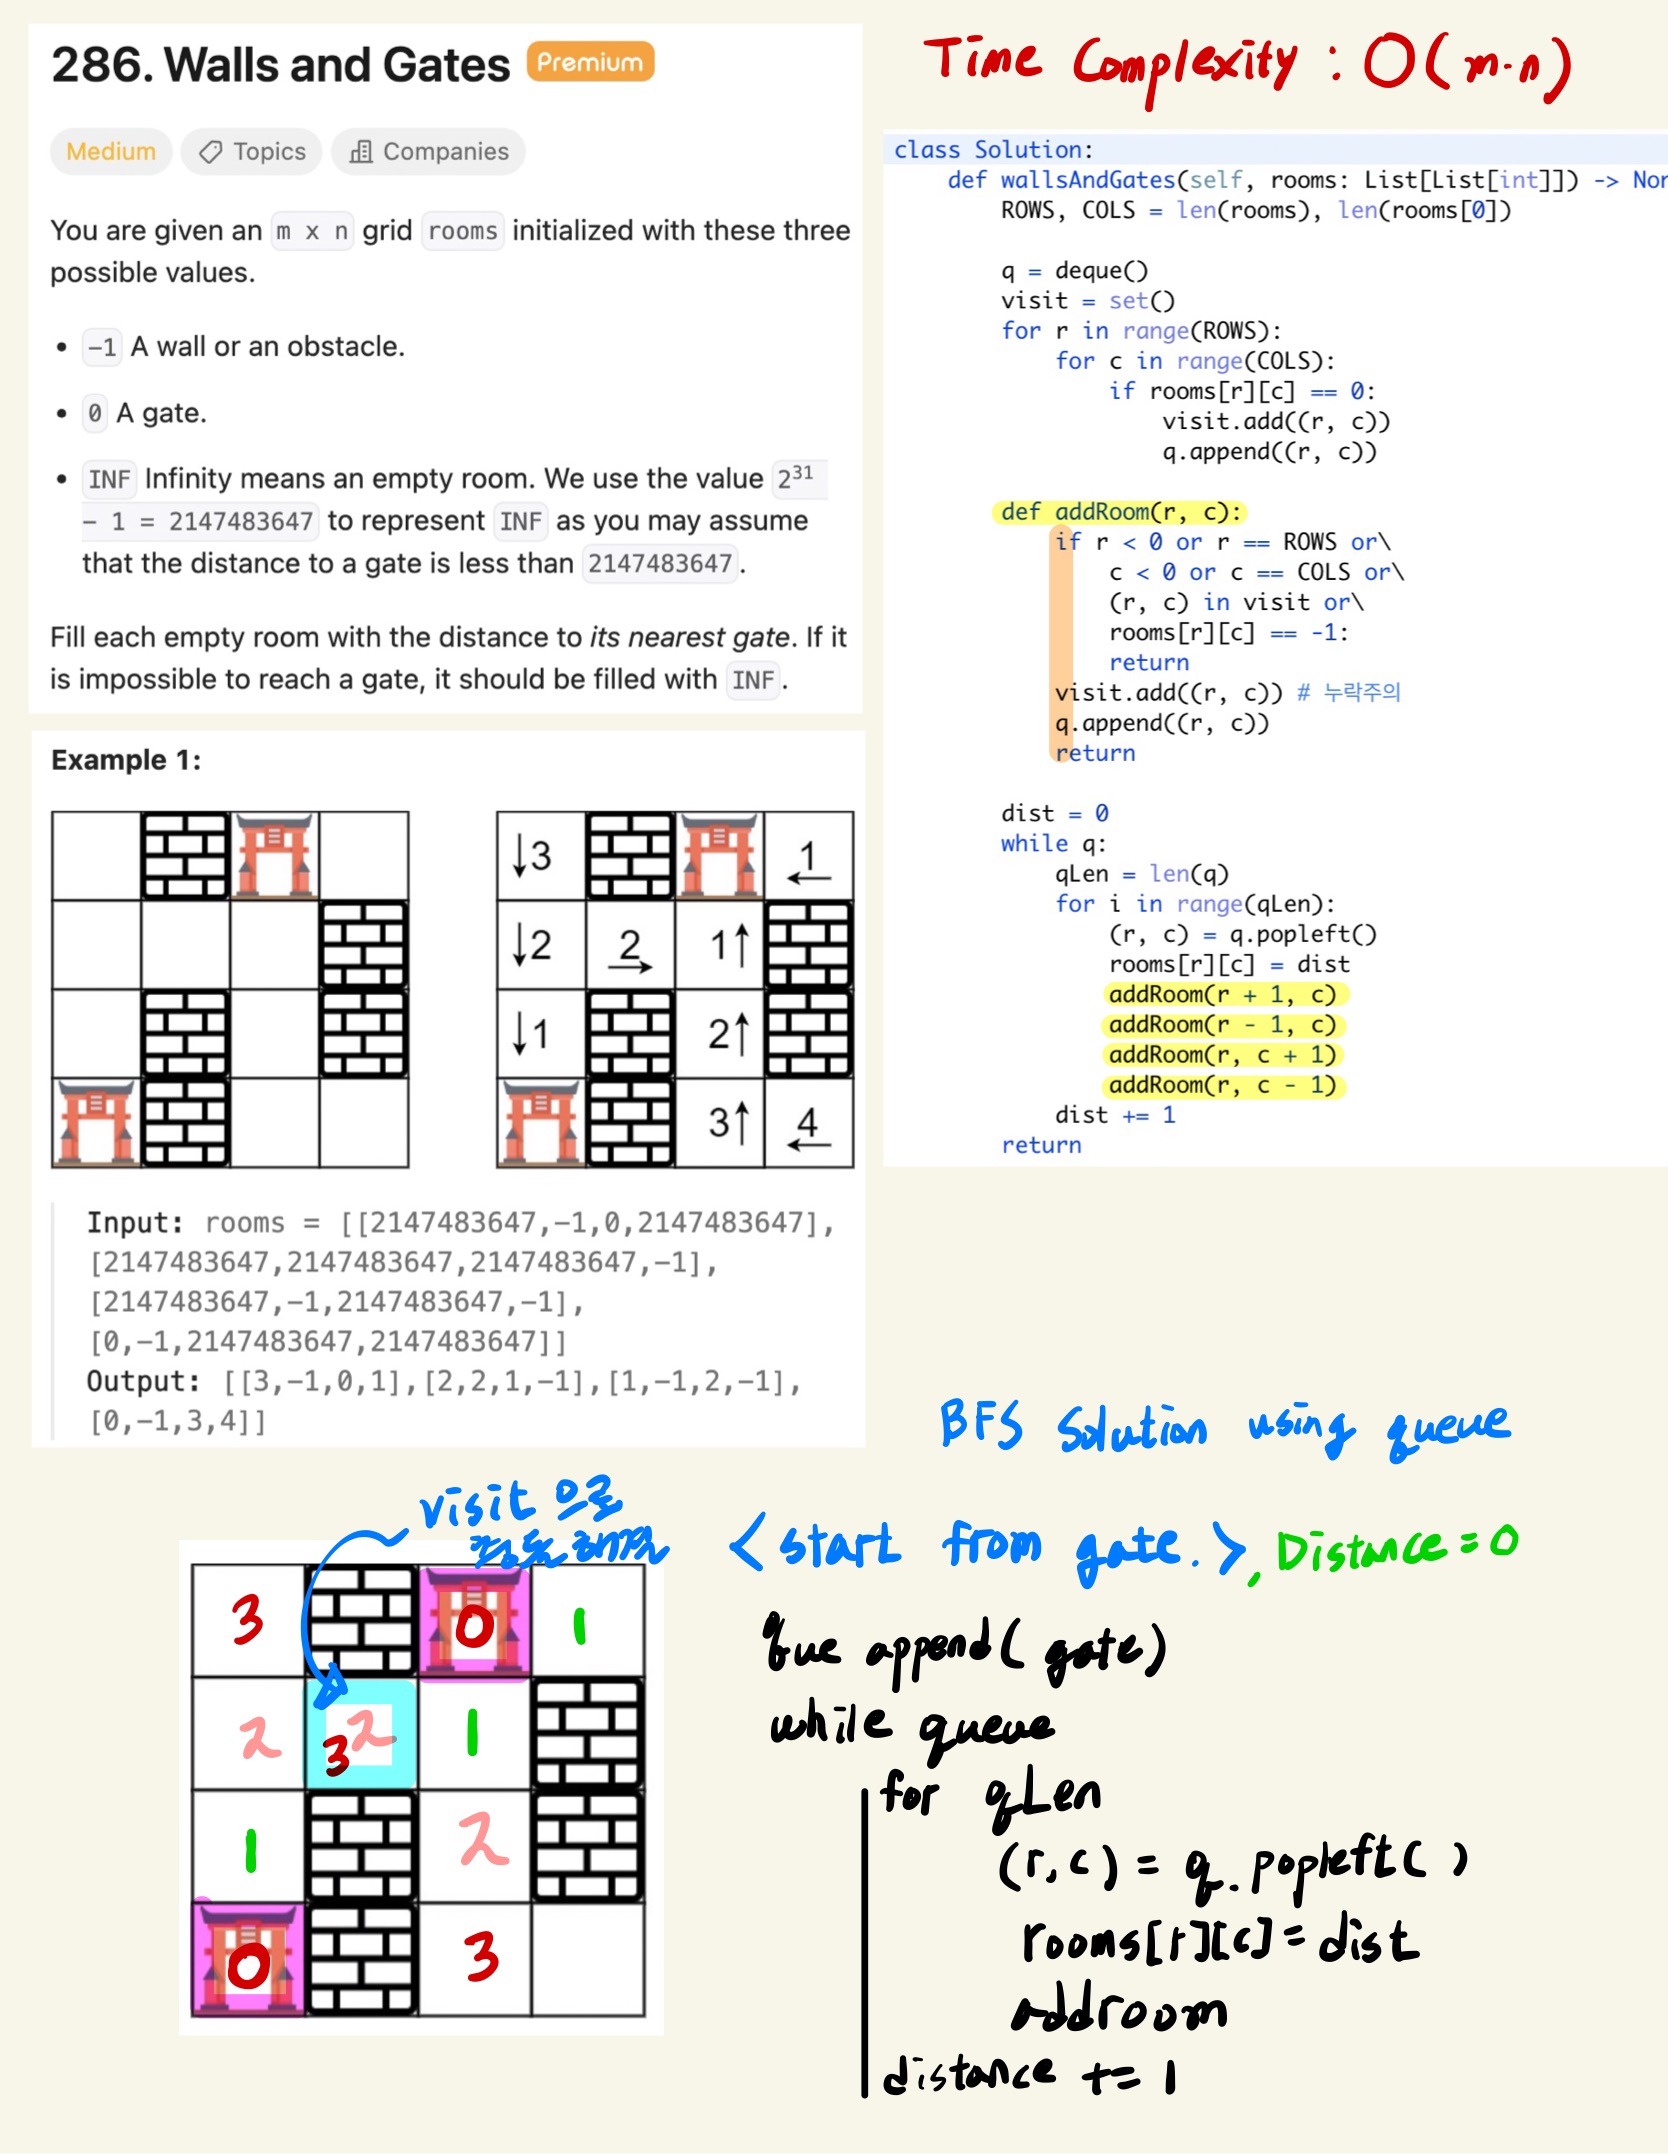 286. Walls and Gates Premium
Medium Topics Companies
You are given an m x n grid rooms initialized with these three
possible values.
• -1 A wall or an obstacle.
• 0 A gate.
• INF Infinity means an empty room. We use the value 2³¹
- 1 = 2147483647 to represent INF as you may assume
that the distance to a gate is less than 2147483647.
Fill each empty room with the distance to its nearest gate. If it
is impossible to reach a gate, it should be filled with INF.
Example 1:
↓3 1←
↓2 2→ 1↑
↓1 2↑
3↑ 4←
Input: rooms = [[2147483647,-1,0,2147483647],
[2147483647,2147483647,2147483647,-1],
[2147483647,-1,2147483647,-1],
[0,-1,2147483647,2147483647]]
Output: [[3,-1,0,1],[2,2,1,-1],[1,-1,2,-1],
[0,-1,3,4]]
Time Complexity : O(m·n)
class Solution:
    def wallsAndGates(self, rooms: List[List[int]]) -> Non
        ROWS, COLS = len(rooms), len(rooms[0])
        q = deque()
        visit = set()
        for r in range(ROWS):
            for c in range(COLS):
                if rooms[r][c] == 0:
                    visit.add((r, c))
                    q.append((r, c))
        def addRoom(r, c):
            if r < 0 or r == ROWS or\
                c < 0 or c == COLS or\
                (r, c) in visit or\
                rooms[r][c] == -1:
                return
            visit.add((r, c)) # 누락주의
            q.append((r, c))
            return
        dist = 0
        while q:
            qLen = len(q)
            for i in range(qLen):
                (r, c) = q.popleft()
                rooms[r][c] = dist
                addRoom(r + 1, c)
                addRoom(r - 1, c)
                addRoom(r, c + 1)
                addRoom(r, c - 1)
            dist += 1
        return
BFS Solution using queue
visit 으로
<start from gate.>, Distance = 0
3 0 1
2 3 2 1
1 2
0 3
que append( gate)
while queue
for qLen
(r,c) = q.popleft( )
rooms[r][c] = dist
addroom
distance += 1